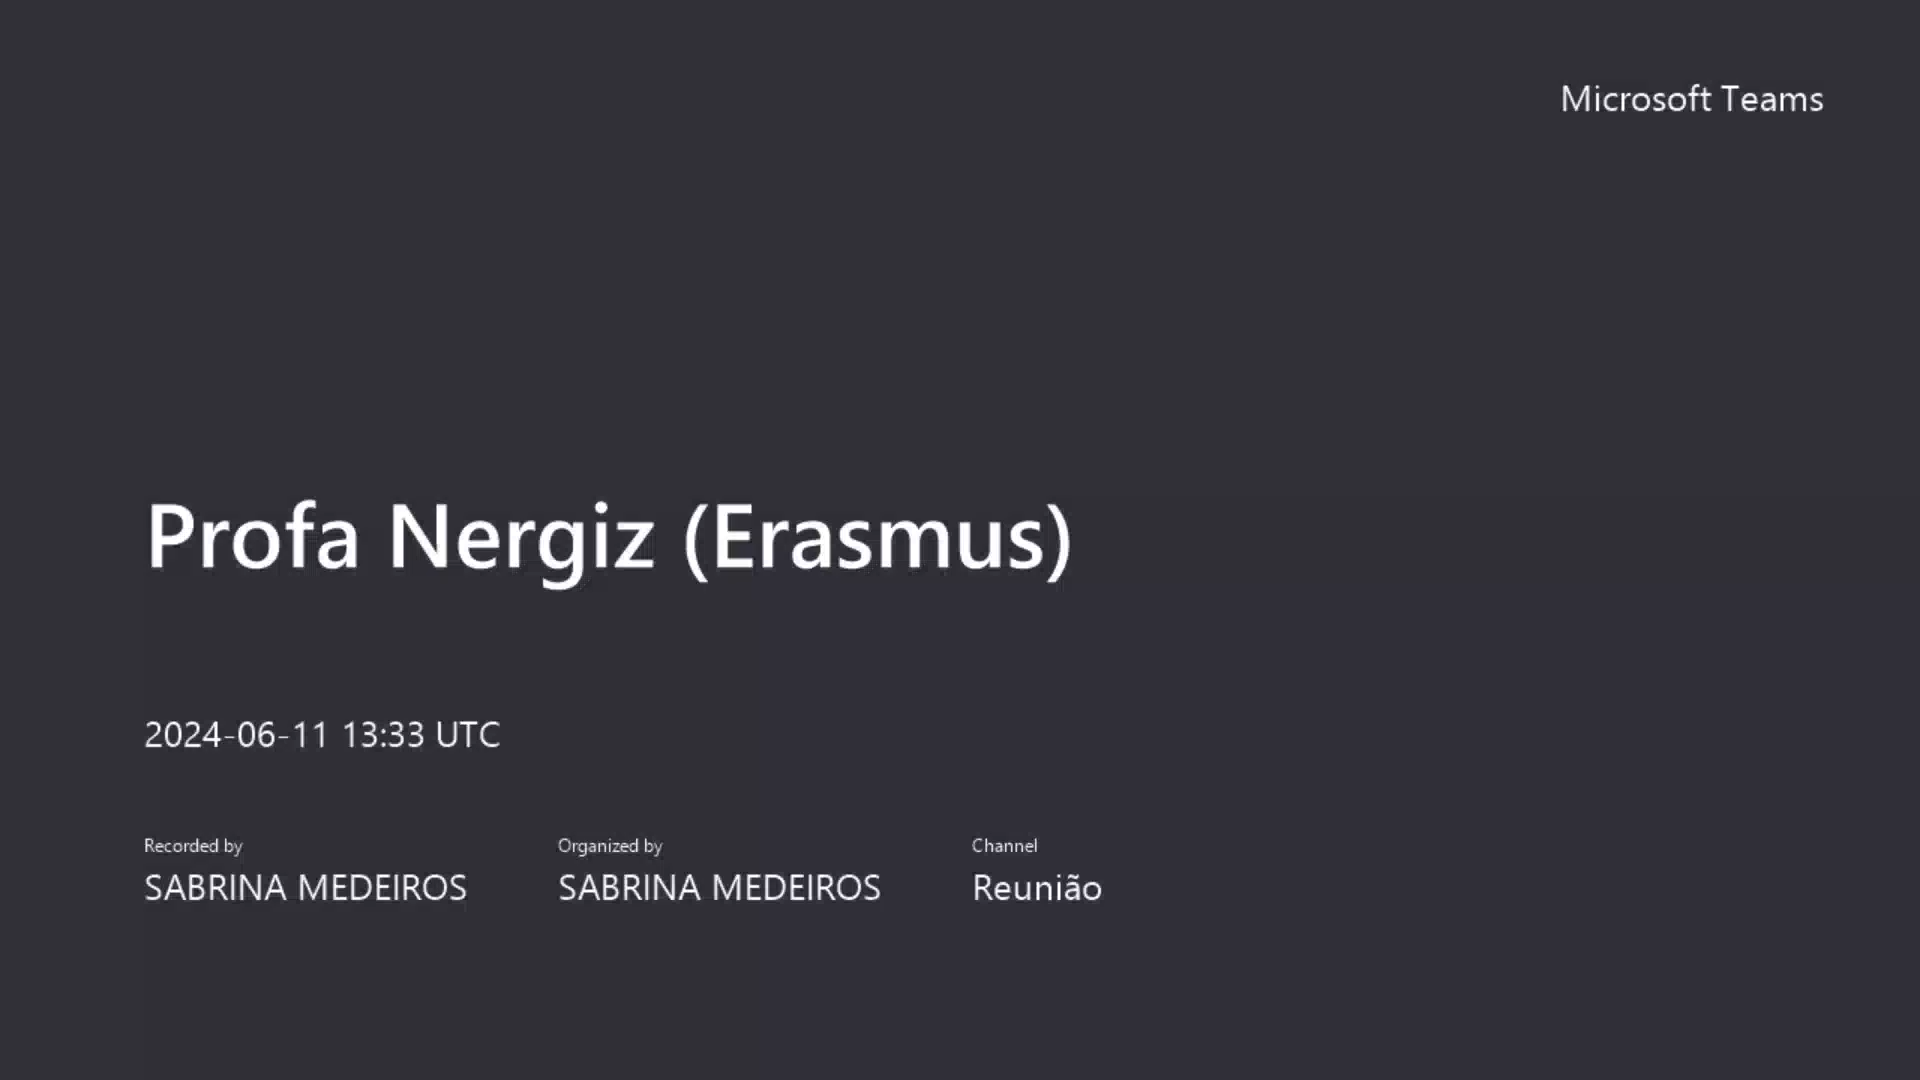 Microsoft Teams
Profa Nergiz (Erasmus)
2024-06-11 13:33 UTC
Recorded by
SABRINA MEDEIROS
Organized by
SABRINA MEDEIROS
Channel
Reunião